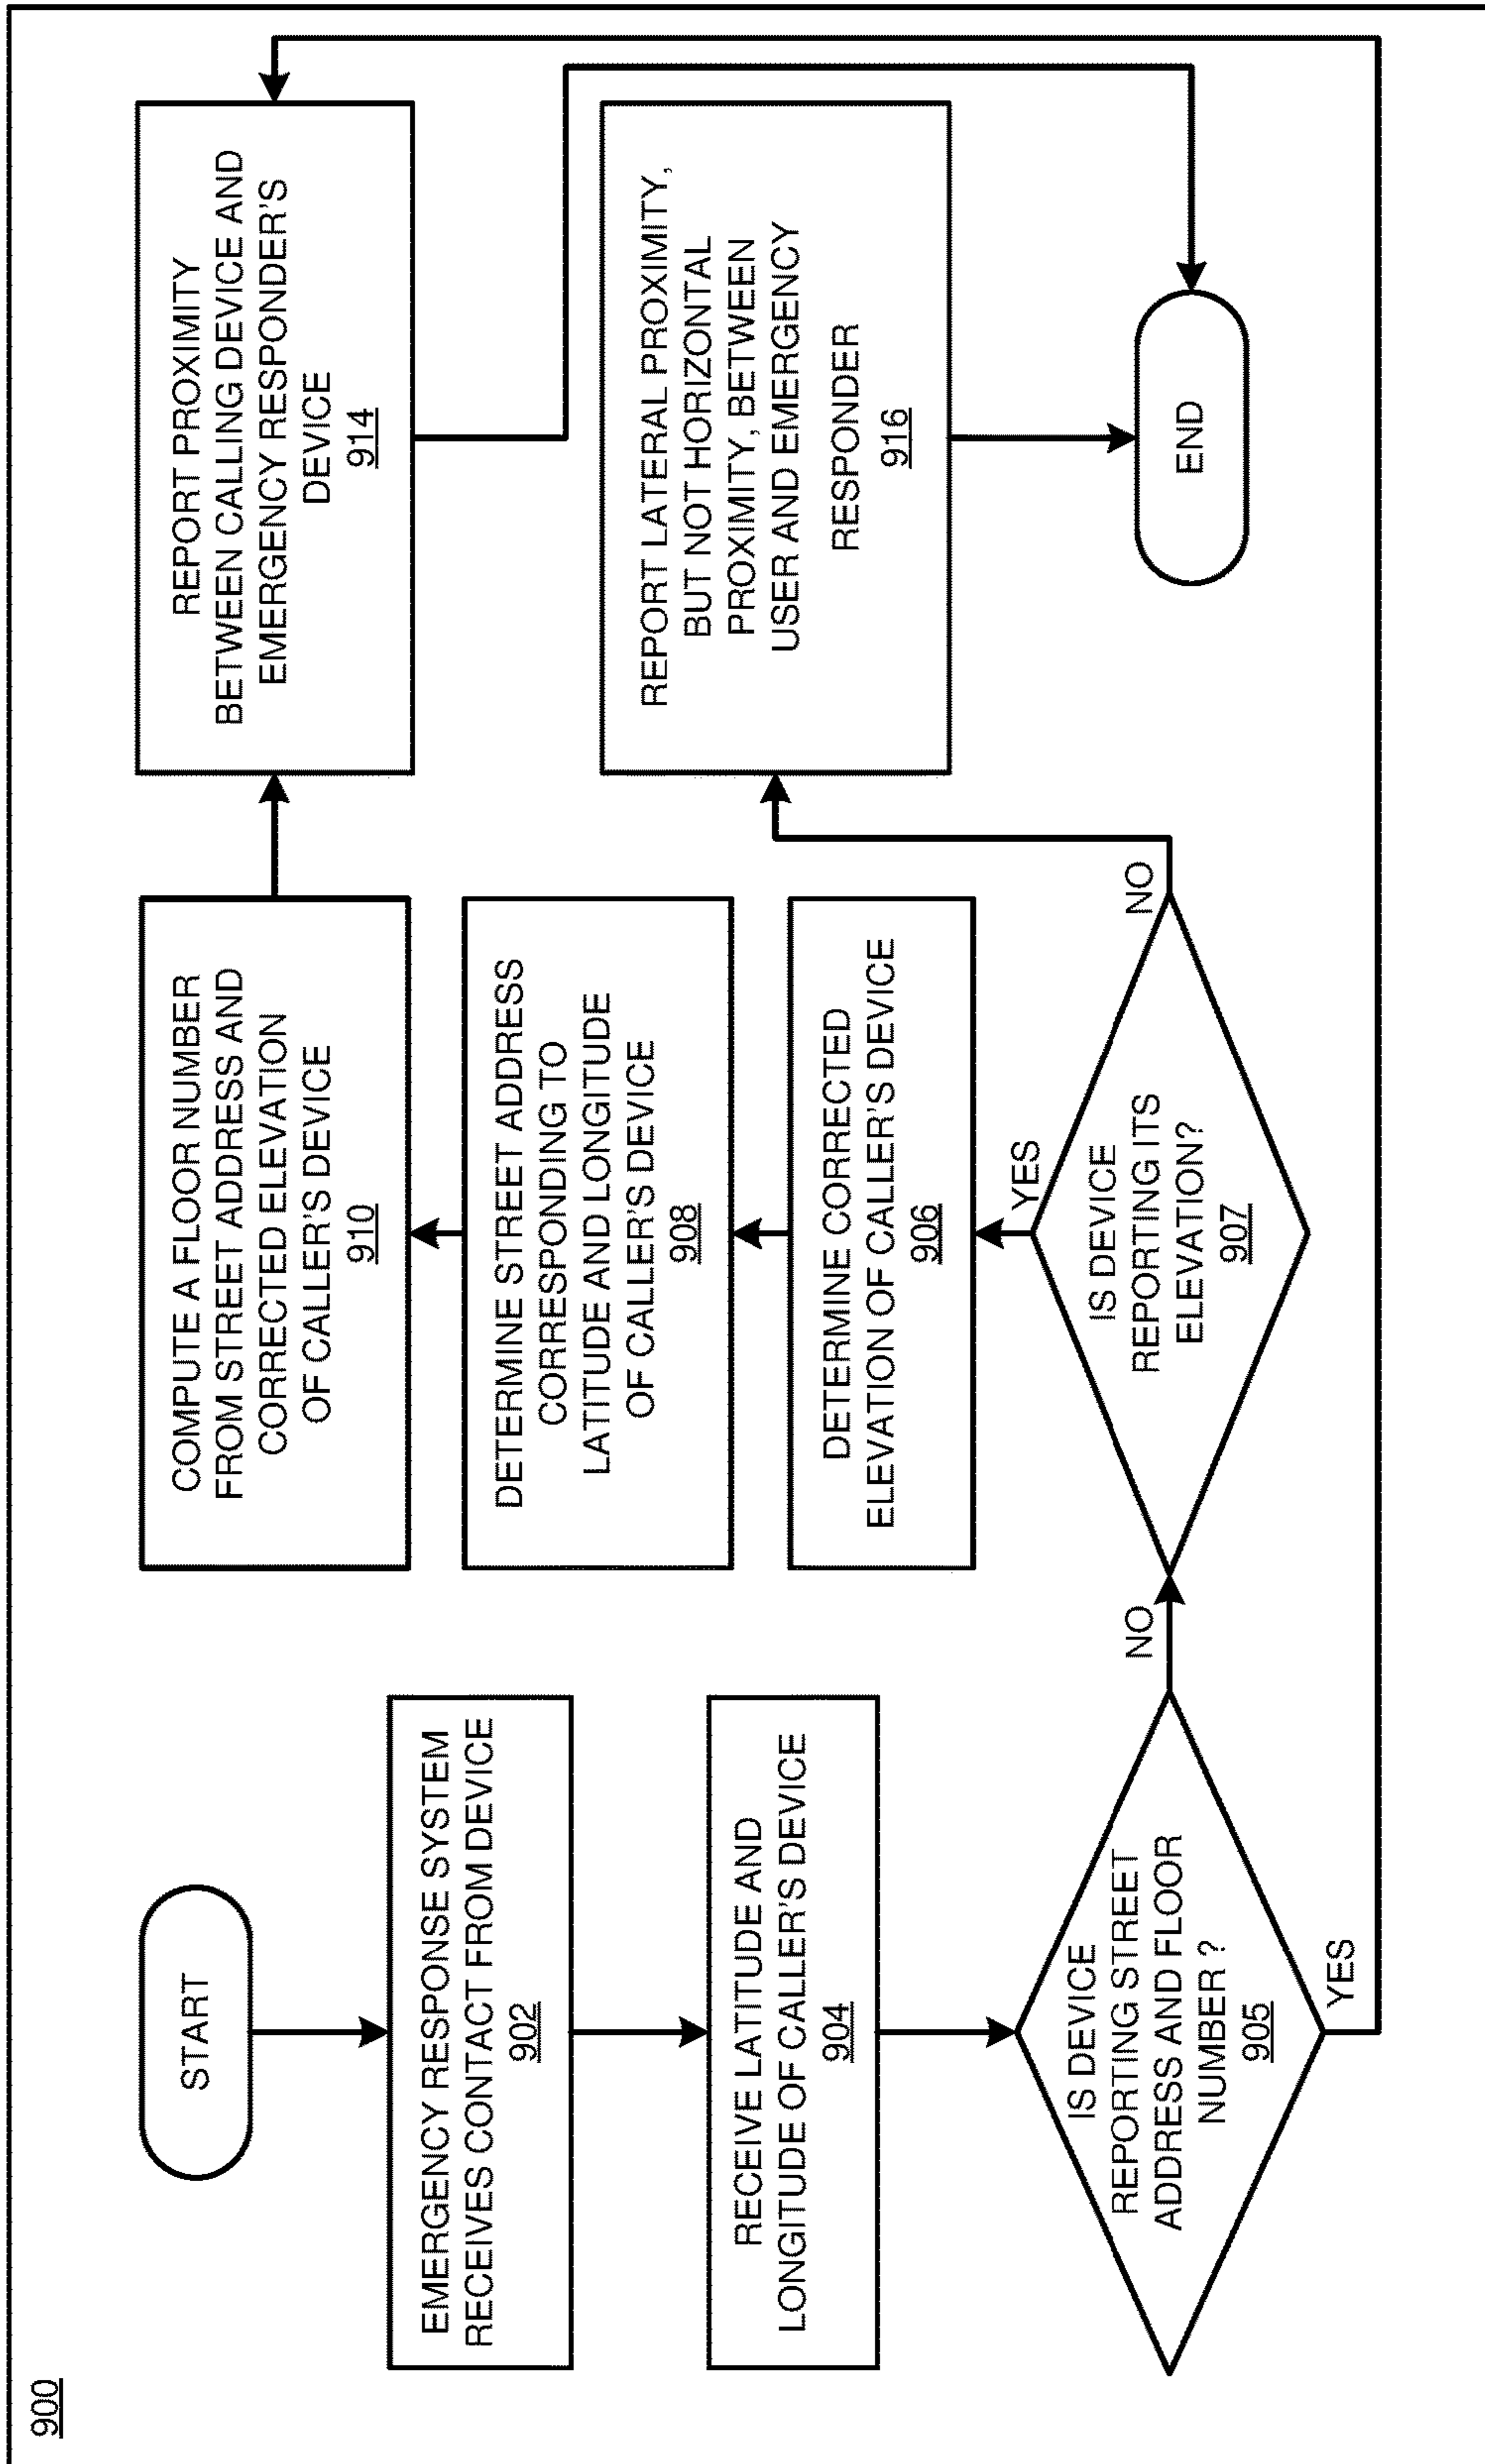 900
START
EMERGENCY RESPONSE SYSTEM
RECEIVES CONTACT FROM DEVICE
902
RECEIVE LATITUDE AND
LONGITUDE OF CALLER'S DEVICE
904
IS DEVICE
REPORTING STREET
ADDRESS AND FLOOR
NUMBER ?
905
YES
NO
IS DEVICE
REPORTING ITS
ELEVATION?
907
YES
NO
DETERMINE CORRECTED
ELEVATION OF CALLER'S DEVICE
906
DETERMINE STREET ADDRESS
CORRESPONDING TO
LATITUDE AND LONGITUDE
OF CALLER'S DEVICE
908
COMPUTE A FLOOR NUMBER
FROM STREET ADDRESS AND
CORRECTED ELEVATION
OF CALLER'S DEVICE
910
REPORT PROXIMITY
BETWEEN CALLING DEVICE AND
EMERGENCY RESPONDER'S
DEVICE
914
REPORT LATERAL PROXIMITY,
BUT NOT HORIZONTAL
PROXIMITY, BETWEEN
USER AND EMERGENCY
RESPONDER
916
END